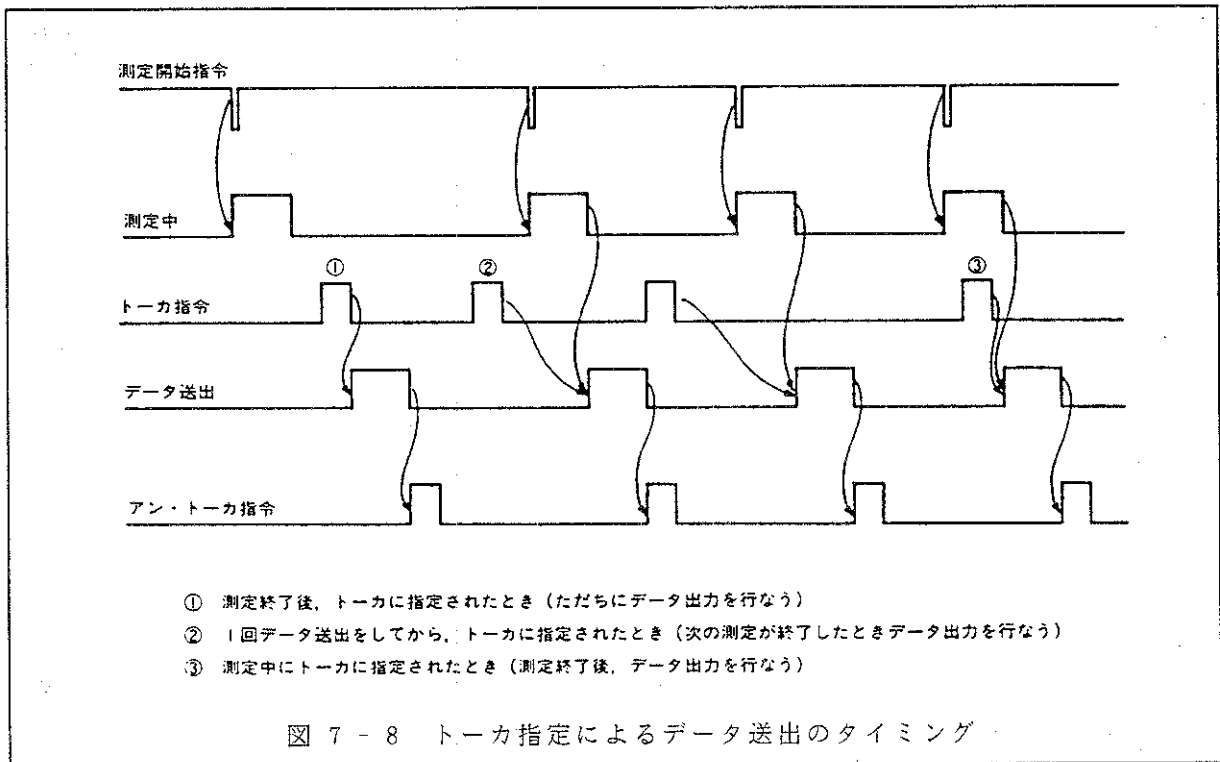 測定開始指令
測定中
① ② ③
トーカ指令
データ送出
アン・トーカ指令
① 測定終了後, トーカに指定されたとき (ただちにデータ出力を行なう)
② 1回データ送出をしてから, トーカに指定されたとき (次の測定が終了したときデータ出力を行なう)
③ 測定中にトーカに指定されたとき (測定終了後, データ出力を行なう)
図 7 - 8 トーカ指定によるデータ送出のタイミング